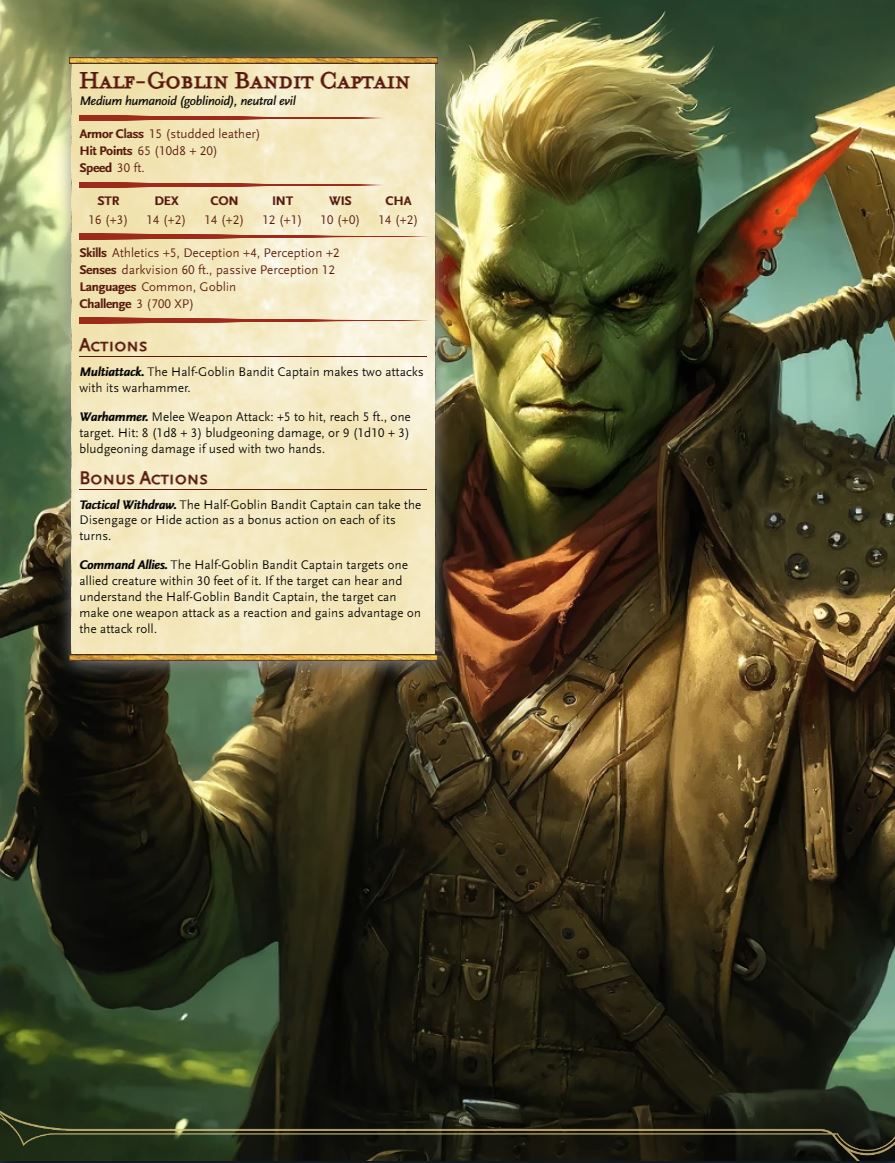 Half-Goblin Bandit Captain
Medium humanoid (goblinoid), neutral evil
Armor Class 15 (studded leather)
Hit Points 65 (10d8 + 20)
Speed 30 ft.
STR DEX CON INT WIS CHA
16 (+3) 14 (+2) 14 (+2) 12 (+1) 10 (+0) 14 (+2)
Skills Athletics +5, Deception +4, Perception +2
Senses darkvision 60 ft., passive Perception 12
Languages Common, Goblin
Challenge 3 (700 XP)
Actions
Multiattack. The Half-Goblin Bandit Captain makes two attacks
with its warhammer.
Warhammer. Melee Weapon Attack: +5 to hit, reach 5 ft., one
target. Hit: 8 (1d8 + 3) bludgeoning damage, or 9 (1d10 + 3)
bludgeoning damage if used with two hands.
Bonus Actions
Tactical Withdraw. The Half-Goblin Bandit Captain can take the
Disengage or Hide action as a bonus action on each of its
turns.
Command Allies. The Half-Goblin Bandit Captain targets one
allied creature within 30 feet of it. If the target can hear and
understand the Half-Goblin Bandit Captain, the target can
make one weapon attack as a reaction and gains advantage on
the attack roll.